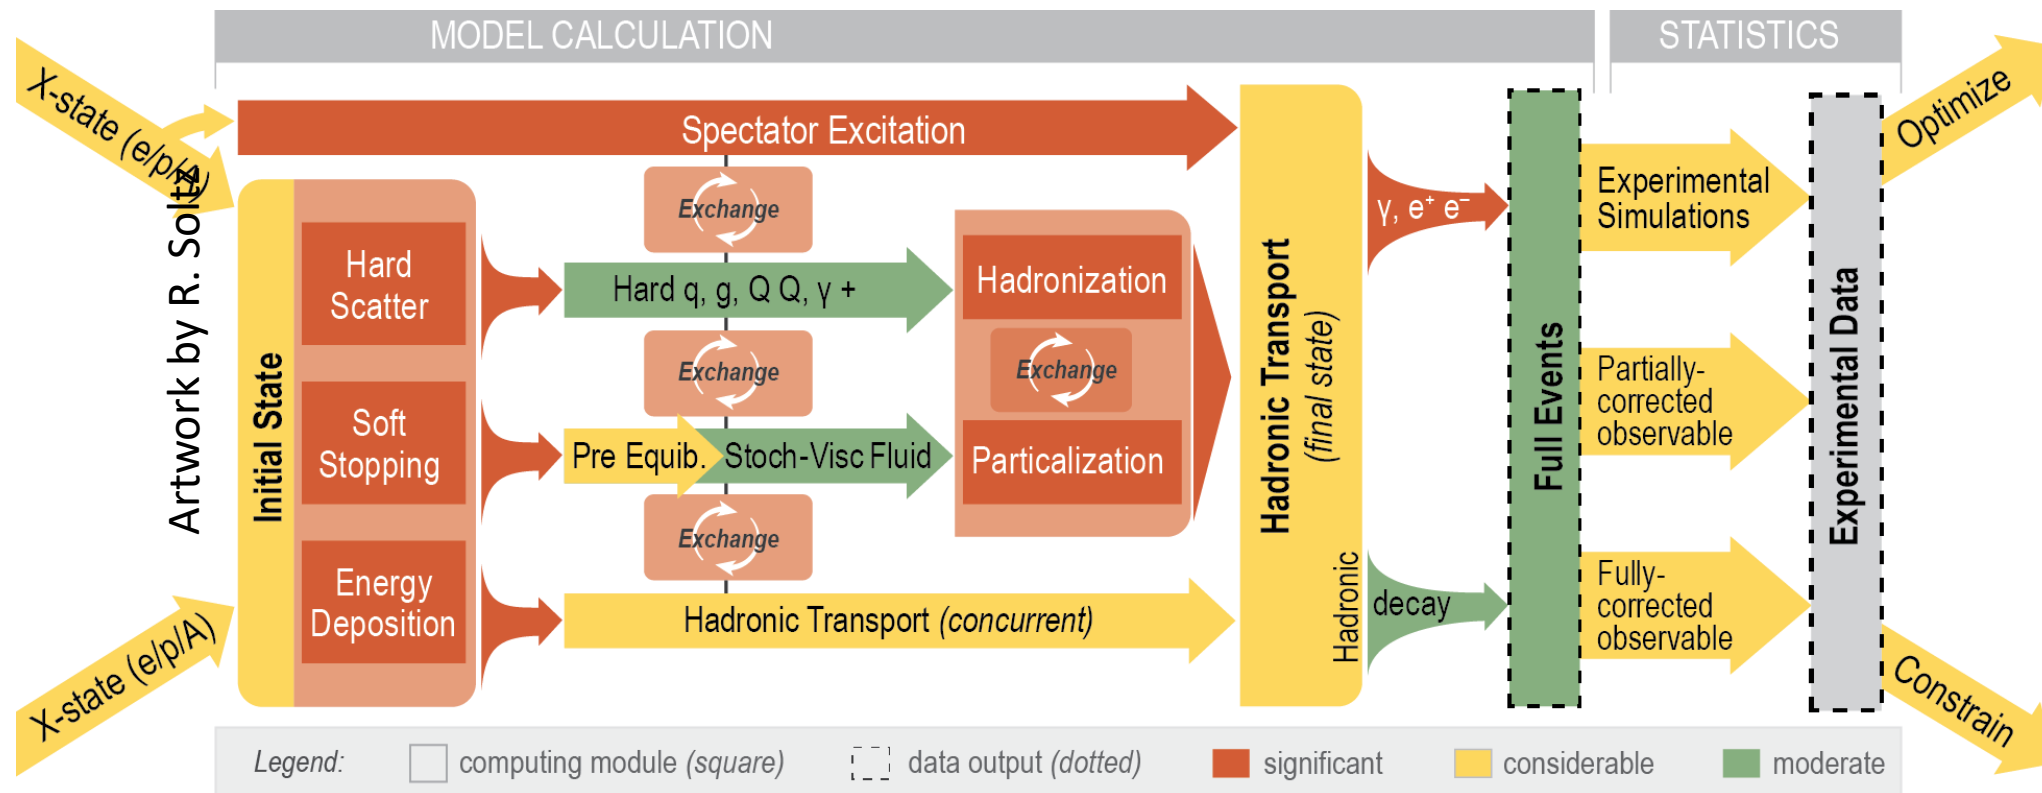 MODEL CALCULATION
STATISTICS
X-state (e/p/A)
Artwork by R. Soltz
X-state (e/p/A)
Initial State
Hard
Scatter
Soft
Stopping
Energy
Deposition
Spectator Excitation
Exchange
Hard q, g, Q Q, γ +
Exchange
Pre Equib.
Stoch-Visc Fluid
Exchange
Hadronic Transport (concurrent)
Hadronization
Exchange
Particalization
Hadronic Transport
(final state)
γ, e⁺ e⁻
Hadronic
decay
Full Events
Experimental
Simulations
Partially-
corrected
observable
Fully-
corrected
observable
Experimental Data
Optimize
Constrain
Legend:
computing module (square)
data output (dotted)
significant
considerable
moderate